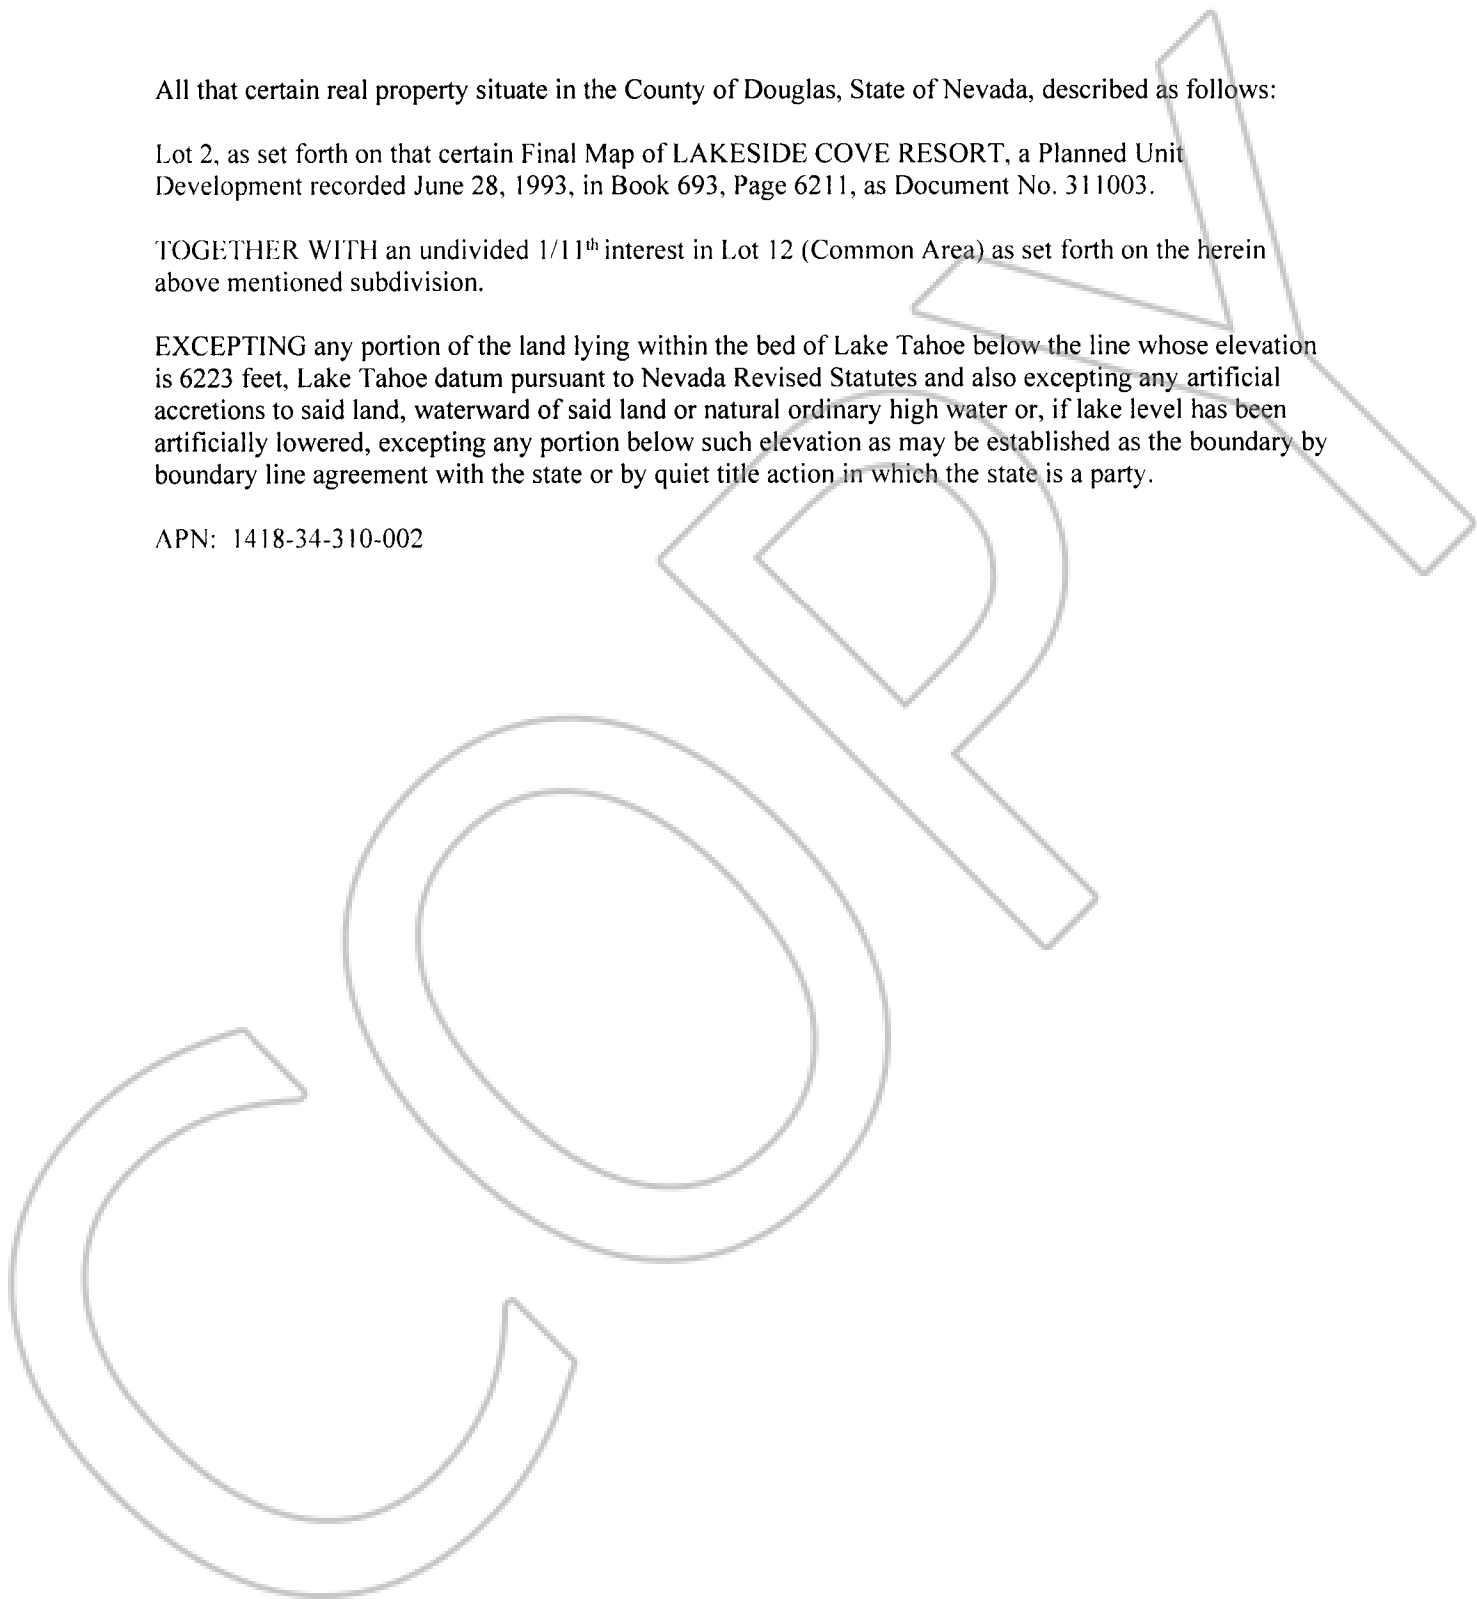 All that certain real property situate in the County of Douglas, State of Nevada, described as follows:
Lot 2, as set forth on that certain Final Map of LAKESIDE COVE RESORT, a Planned Unit
Development recorded June 28, 1993, in Book 693, Page 6211, as Document No. 311003.
TOGETHER WITH an undivided 1/11th interest in Lot 12 (Common Area) as set forth on the herein
above mentioned subdivision.
EXCEPTING any portion of the land lying within the bed of Lake Tahoe below the line whose elevation
is 6223 feet, Lake Tahoe datum pursuant to Nevada Revised Statutes and also excepting any artificial
accretions to said land, waterward of said land or natural ordinary high water or, if lake level has been
artificially lowered, excepting any portion below such elevation as may be established as the boundary by
boundary line agreement with the state or by quiet title action in which the state is a party.
APN: 1418-34-310-002
COPY